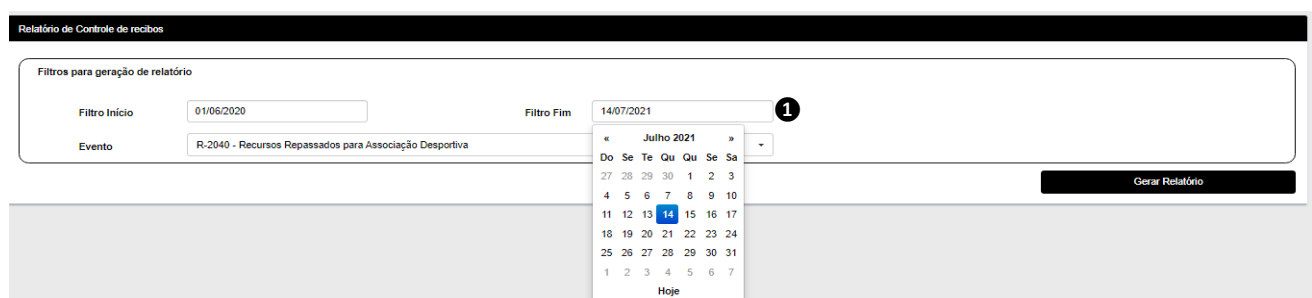 Relatório de Controle de recibos
Filtros para geração de relatório
Filtro Início 01/06/2020 Filtro Fim 14/07/2021 1
Evento R-2040 - Recursos Repassados para Associação Desportiva
« Julho 2021 »
Do Se Te Qu Qu Se Sa
27 28 29 30 1 2 3
4 5 6 7 8 9 10
11 12 13 14 15 16 17
18 19 20 21 22 23 24
25 26 27 28 29 30 31
1 2 3 4 5 6 7
Hoje
Gerar Relatório